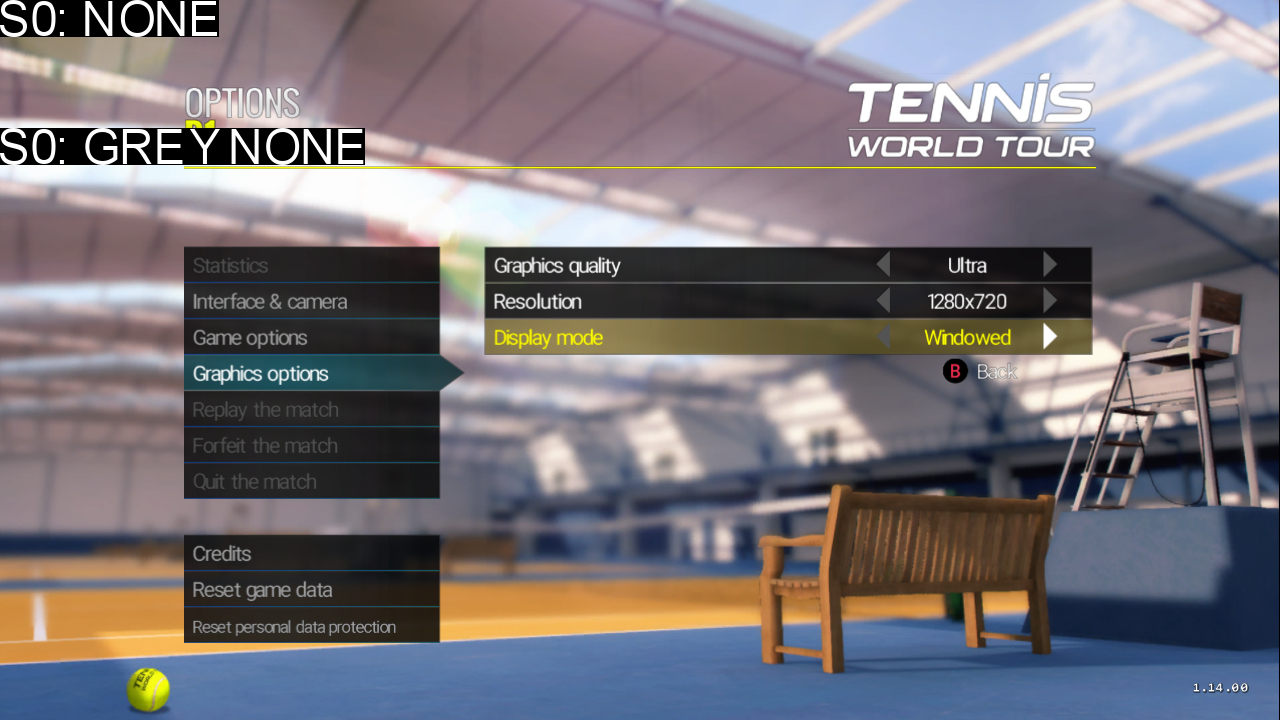 S0: NONE
OPTIONS
S0: GREY NONE
TENNIS
WORLD TOUR
Statistics
Interface & camera
Game options
Graphics options
Replay the match
Forfeit the match
Quit the match
Credits
Reset game data
Reset personal data protection
Graphics quality Ultra
Resolution 1280x720
Display mode Windowed
B Back
1.14.00